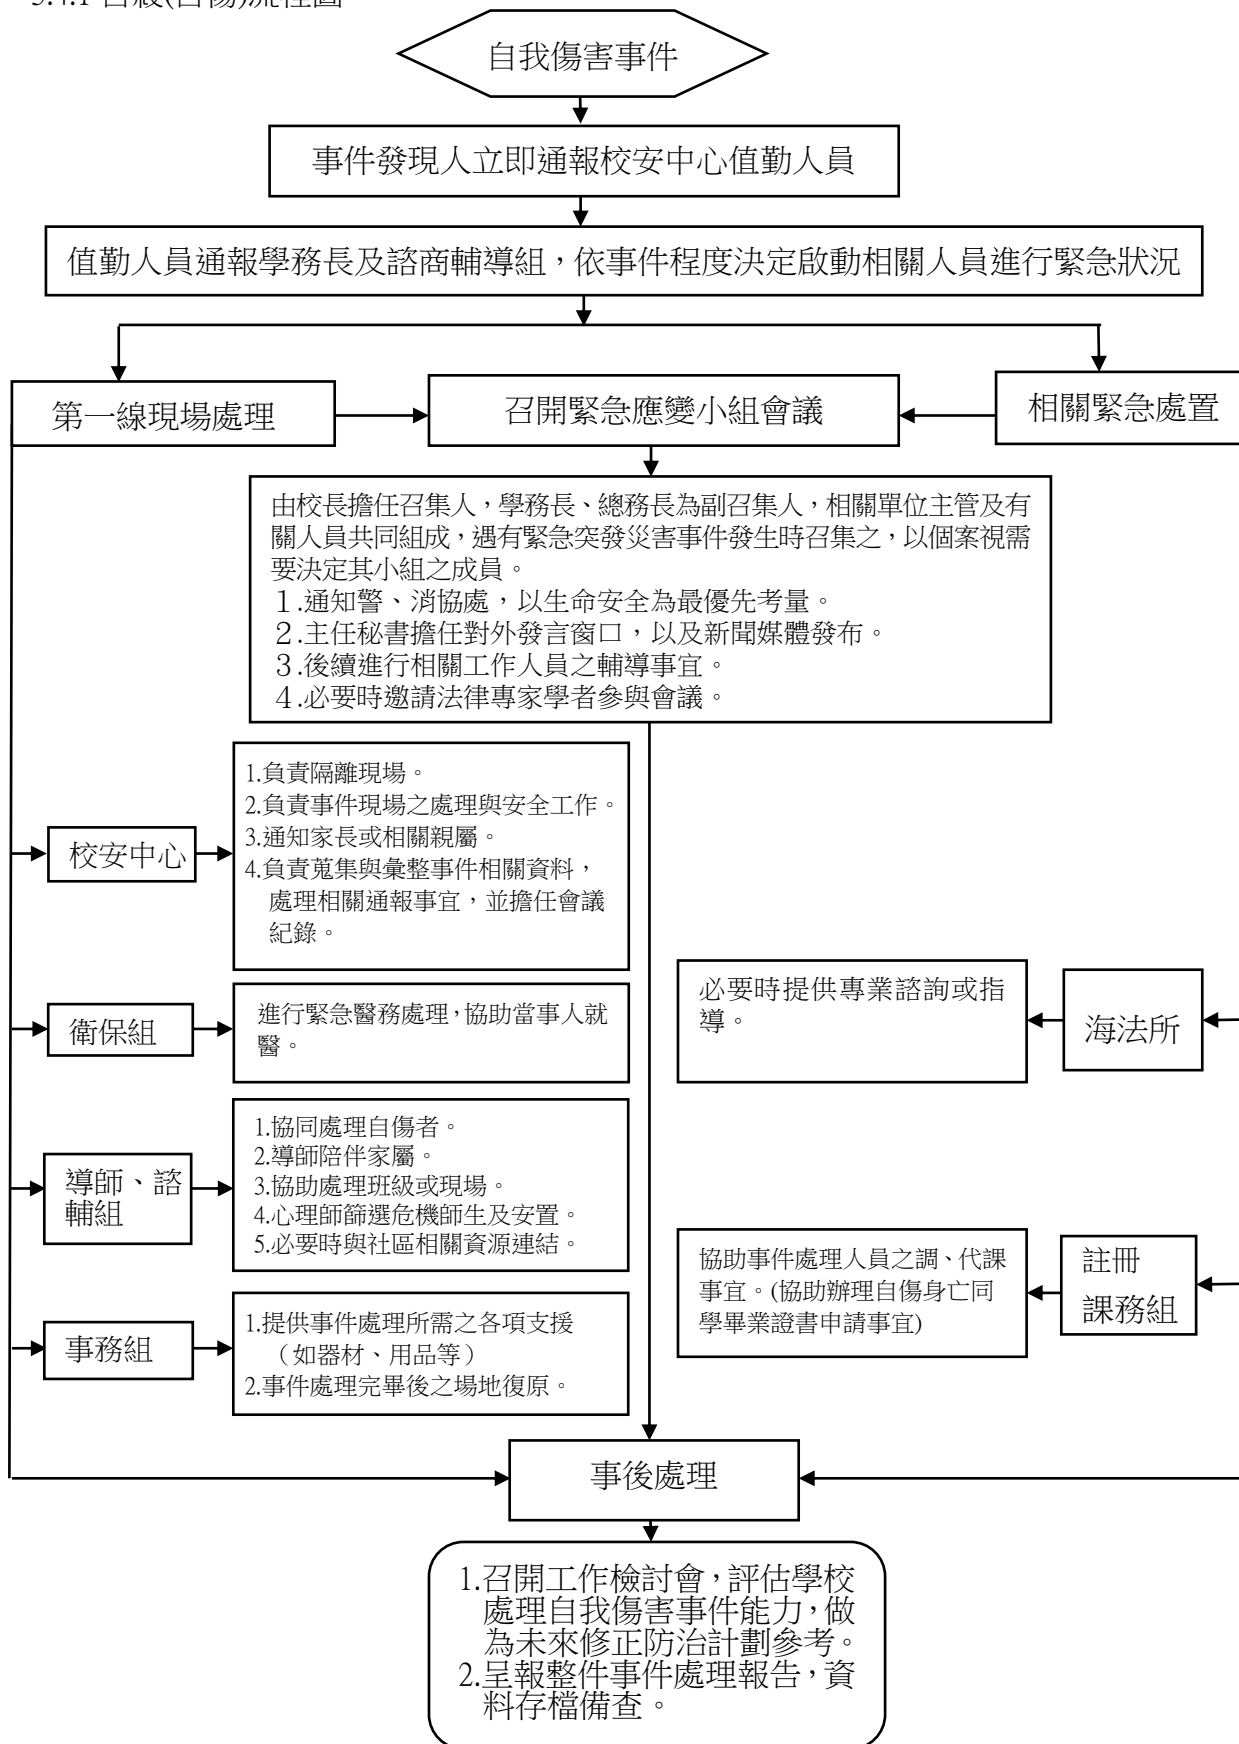 自我傷害事件
事件發現人立即通報校安中心值勤人員
值勤人員通報學務長及諮商輔導組，依事件程度決定啟動相關人員進行緊急狀況
第一線現場處理
召開緊急應變小組會議
相關緊急處置
由校長擔任召集人，學務長、總務長為副召集人，相關單位主管及有
關人員共同組成，遇有緊急突發災害事件發生時召集之，以個案視需
要決定其小組之成員。
１.通知警、消協處，以生命安全為最優先考量。
２.主任秘書擔任對外發言窗口，以及新聞媒體發布。
３.後續進行相關工作人員之輔導事宜。
４.必要時邀請法律專家學者參與會議。
校安中心
1.負責隔離現場。
2.負責事件現場之處理與安全工作。
3.通知家長或相關親屬。
4.負責蒐集與彙整事件相關資料，
處理相關通報事宜，並擔任會議
紀錄。
衛保組
進行緊急醫務處理，協助當事人就
醫。
必要時提供專業諮詢或指
導。
海法所
導師、諮
輔組
1.協同處理自傷者。
2.導師陪伴家屬。
3.協助處理班級或現場。
4.心理師篩選危機師生及安置。
5.必要時與社區相關資源連結。
協助事件處理人員之調、代課
事宜。(協助辦理自傷身亡同
學畢業證書申請事宜)
註冊
課務組
事務組
1.提供事件處理所需之各項支援
（如器材、用品等）
2.事件處理完畢後之場地復原。
事後處理
1.召開工作檢討會，評估學校
處理自我傷害事件能力，做
為未來修正防治計劃參考。
2.呈報整件事件處理報告，資
料存檔備查。